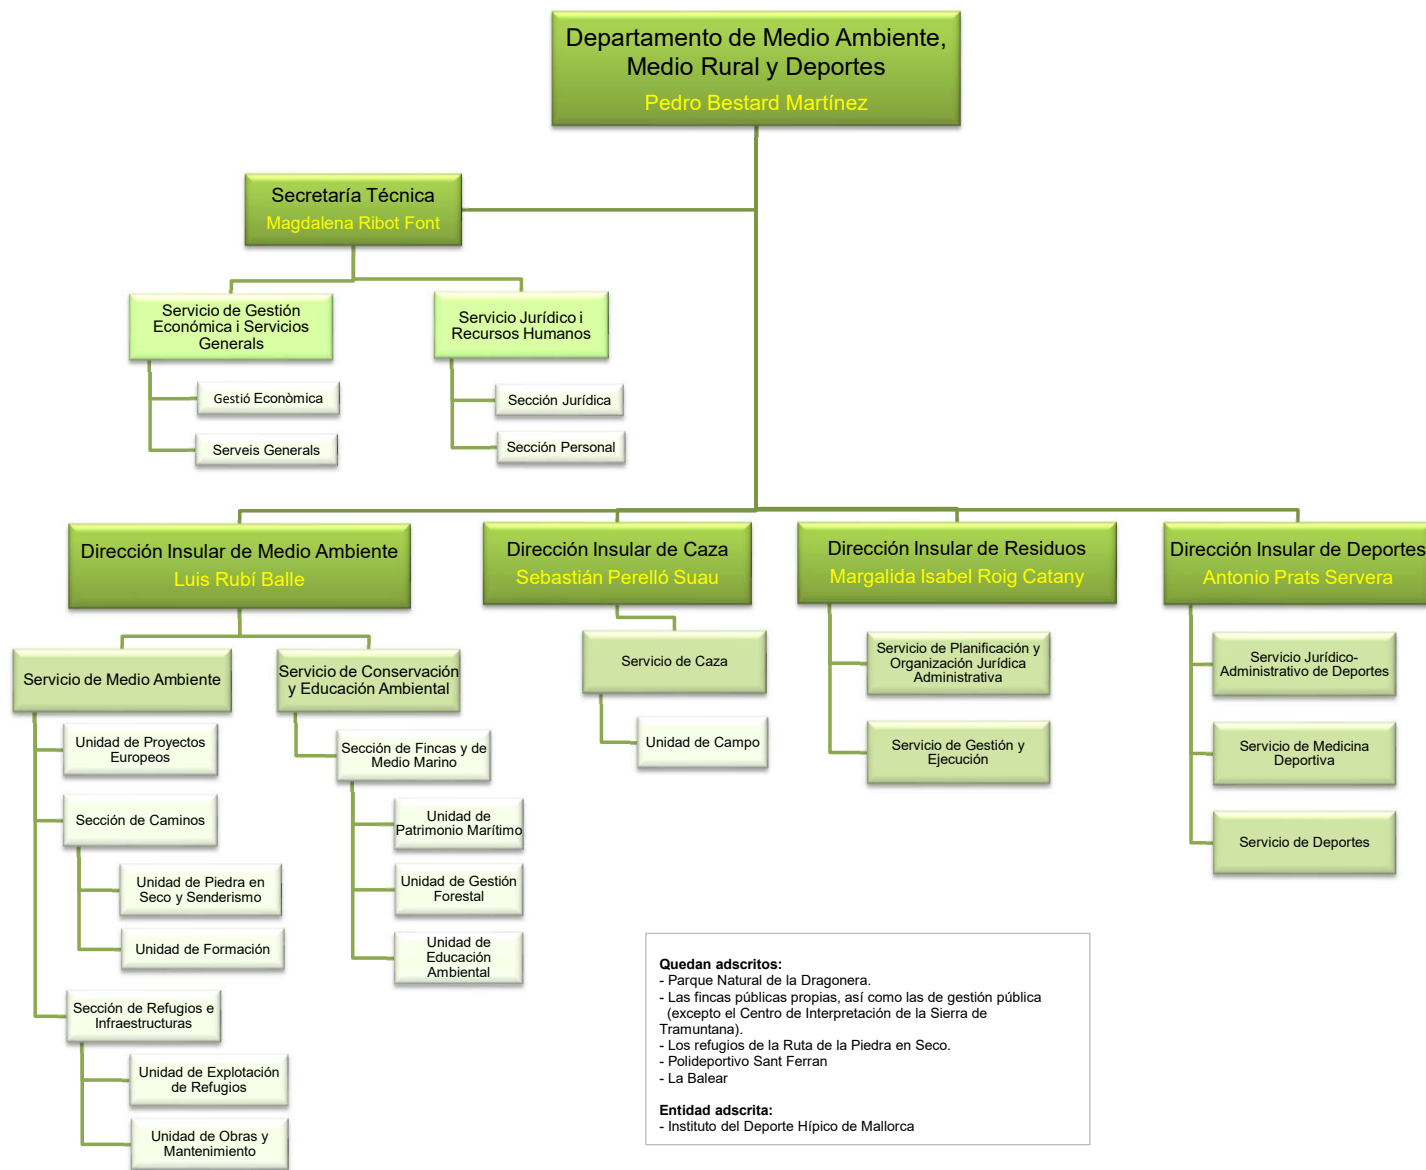 Departamento de Medio Ambiente,
Medio Rural y Deportes
Pedro Bestard Martínez
Secretaría Técnica
Magdalena Ribot Font
Servicio de Gestión
Económica i Servicios
Generals
Gestió Econòmica
Serveis Generals
Servicio Jurídico i
Recursos Humanos
Sección Jurídica
Sección Personal
Dirección Insular de Medio Ambiente
Luis Rubí Balle
Servicio de Medio Ambiente
Unidad de Proyectos
Europeos
Sección de Caminos
Unidad de Piedra en
Seco y Senderismo
Unidad de Formación
Sección de Refugios e
Infraestructuras
Unidad de Explotación
de Refugios
Unidad de Obras y
Mantenimiento
Servicio de Conservación
y Educación Ambiental
Sección de Fincas y de
Medio Marino
Unidad de
Patrimonio Marítimo
Unidad de Gestión
Forestal
Unidad de
Educación
Ambiental
Dirección Insular de Caza
Sebastián Perelló Suau
Servicio de Caza
Unidad de Campo
Dirección Insular de Residuos
Margalida Isabel Roig Catany
Servicio de Planificación y
Organización Jurídica
Administrativa
Servicio de Gestión y
Ejecución
Dirección Insular de Deportes
Antonio Prats Servera
Servicio Jurídico-
Administrativo de Deportes
Servicio de Medicina
Deportiva
Servicio de Deportes
Quedan adscritos:
- Parque Natural de la Dragonera.
- Las fincas públicas propias, así como las de gestión pública
(excepto el Centro de Interpretación de la Sierra de
Tramuntana).
- Los refugios de la Ruta de la Piedra en Seco.
- Polideportivo Sant Ferran
- La Balear
Entidad adscrita:
- Instituto del Deporte Hípico de Mallorca